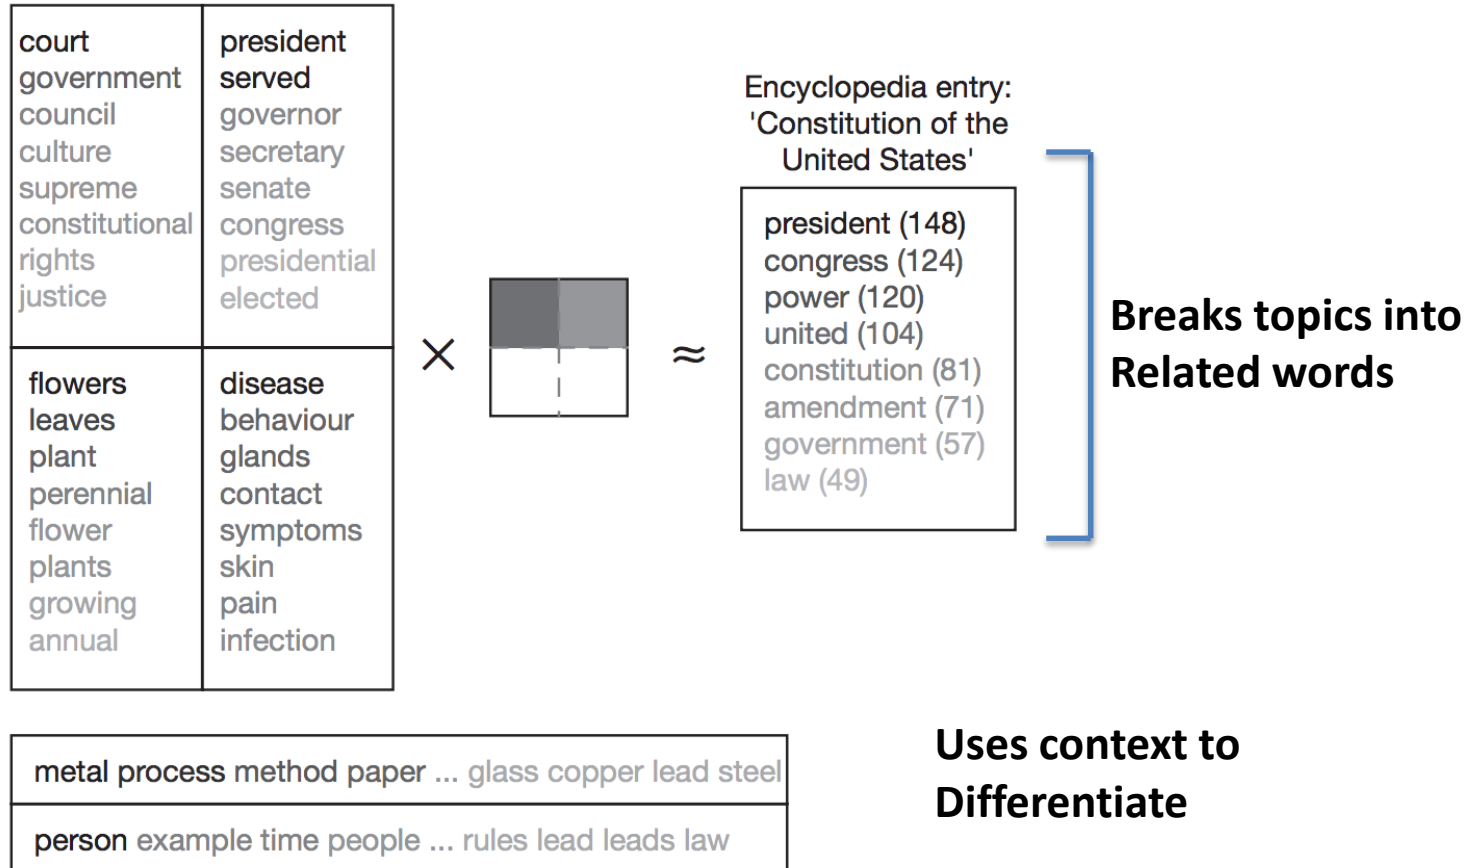 court
government
council
culture
supreme
constitutional
rights
justice
president
served
governor
secretary
senate
congress
presidential
elected
flowers
leaves
plant
perennial
flower
plants
growing
annual
disease
behaviour
glands
contact
symptoms
skin
pain
infection
×
≈
Encyclopedia entry:
'Constitution of the
United States'
president (148)
congress (124)
power (120)
united (104)
constitution (81)
amendment (71)
government (57)
law (49)
Breaks topics into
Related words
metal process method paper ... glass copper lead steel
person example time people ... rules lead leads law
Uses context to
Differentiate